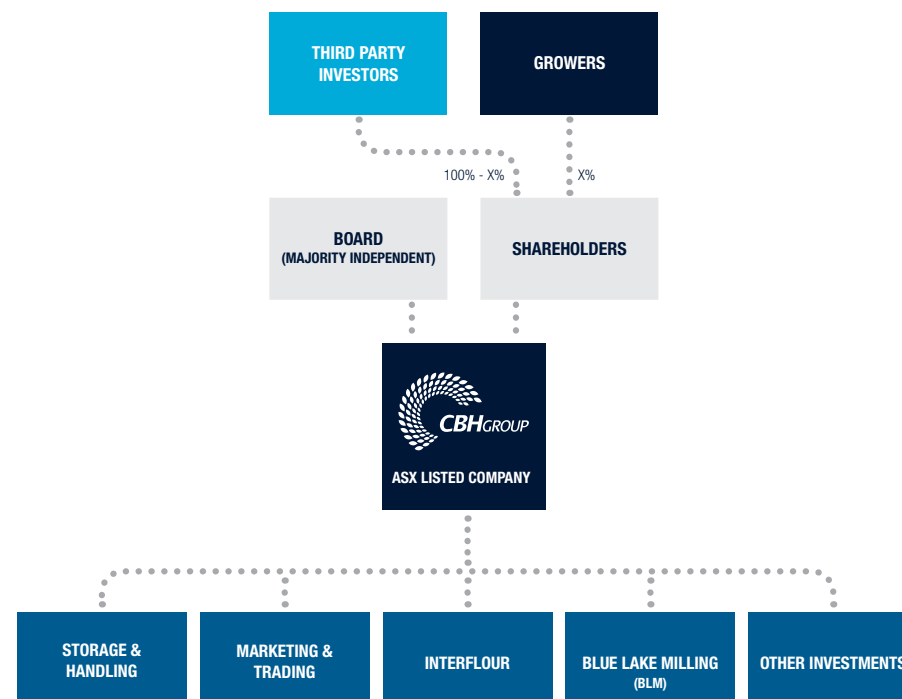 THIRD PARTY
INVESTORS
GROWERS
100% - X%
X%
BOARD
(MAJORITY INDEPENDENT)
SHAREHOLDERS
CBHGROUP
ASX LISTED COMPANY
STORAGE &
HANDLING
MARKETING &
TRADING
INTERFLOUR
BLUE LAKE MILLING
(BLM)
OTHER INVESTMENTS